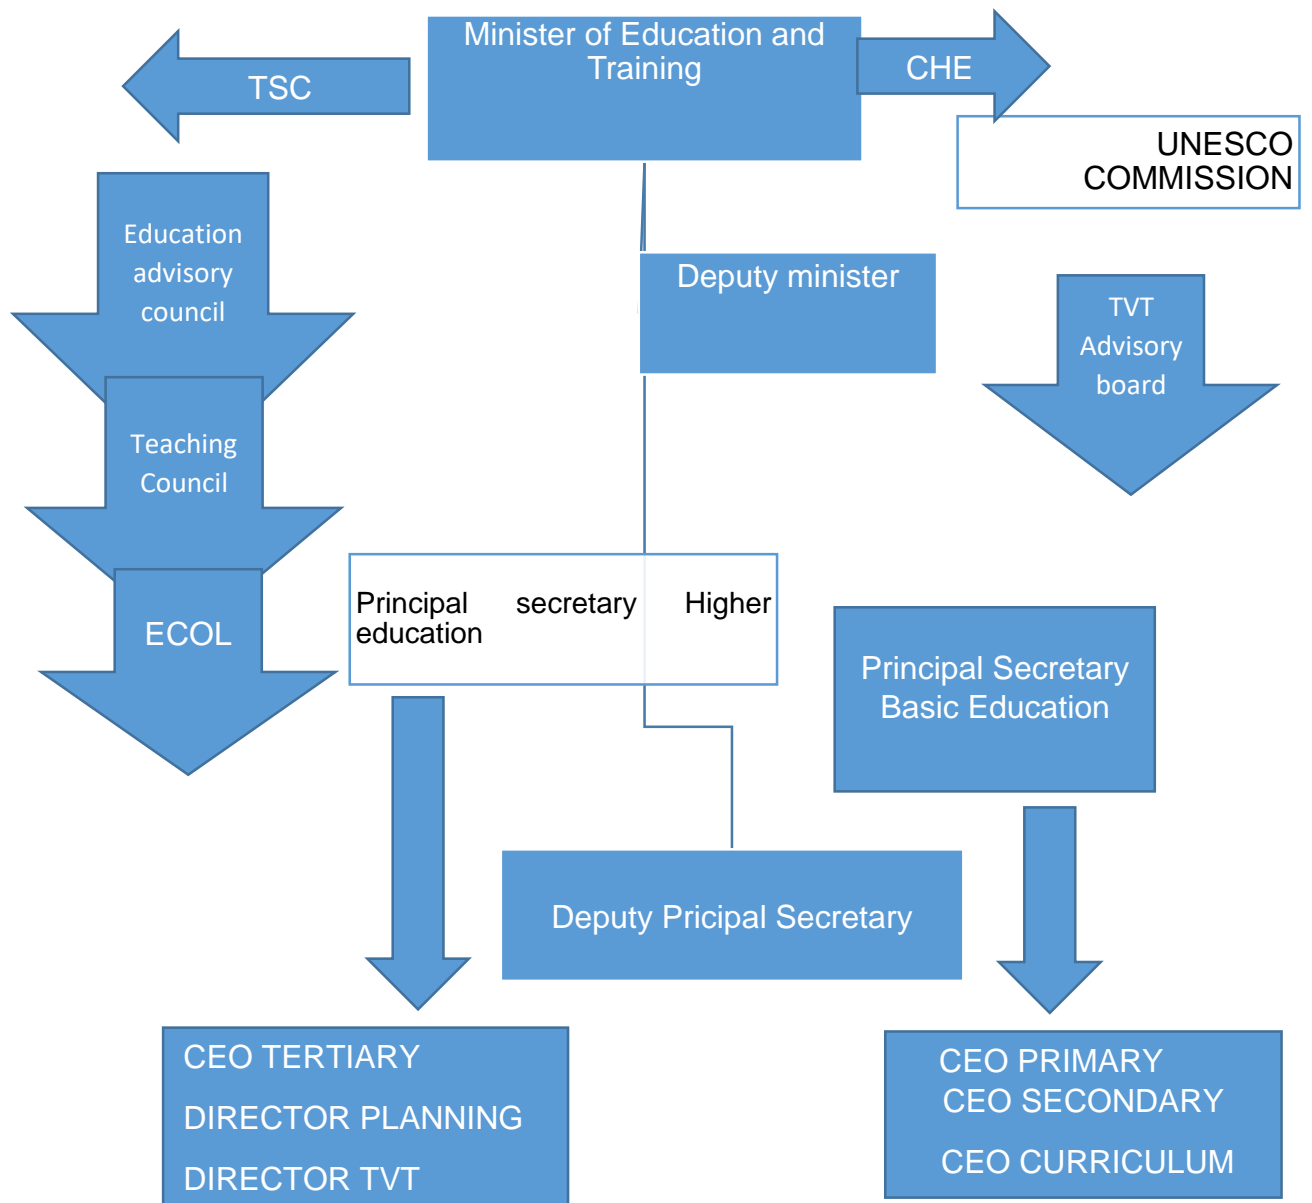 Minister of Education and
Training
TSC
CHE
UNESCO
COMMISSION
Education
advisory
council
Deputy minister
TVT
Advisory
board
Teaching
Council
Principal secretary Higher
education
ECOL
Principal Secretary
Basic Education
Deputy Pricipal Secretary
CEO TERTIARY
DIRECTOR PLANNING
DIRECTOR TVT
CEO PRIMARY
CEO SECONDARY
CEO CURRICULUM